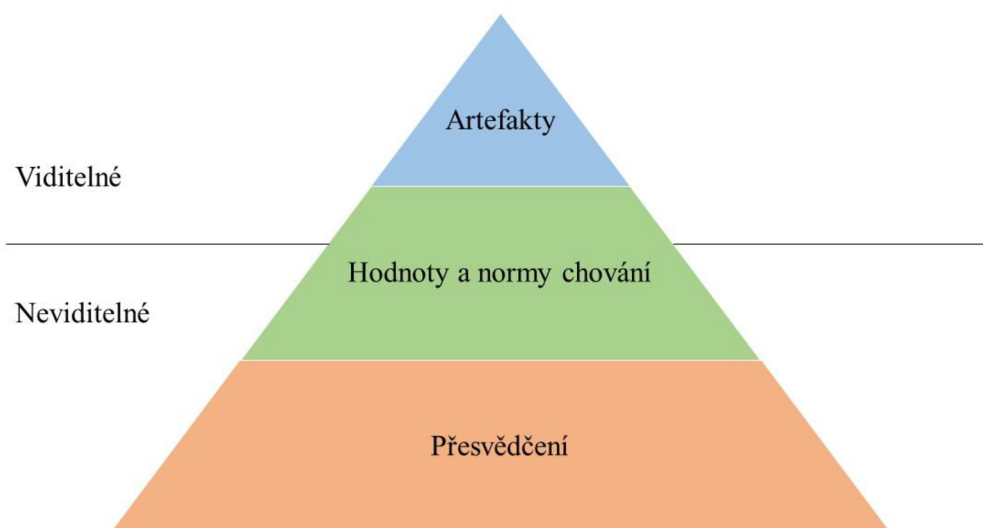 Artefakty
Viditelné
Hodnoty a normy chování
Neviditelné
Přesvědčení